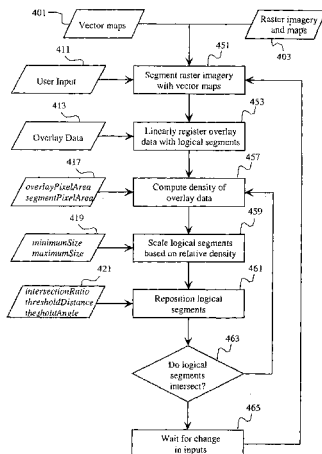 401
Vector maps
Raster imagery
and maps
403
411
451
User Input
Segment raster imagery
with vector maps
413
453
Overlay Data
Linearly register overlay
data with logical segments
417
457
overlayPixelArea
segmentPixelArea
Compute density of
overlay data
419
459
minimumSize
maximumSize
Scale logical segments
based on relative density
421
461
intersectionRatio
thresholdDistance
thegholdAngle
Reposition logical
segments
463
Do logical
segments
intersect?
465
Wait for change
in inputs